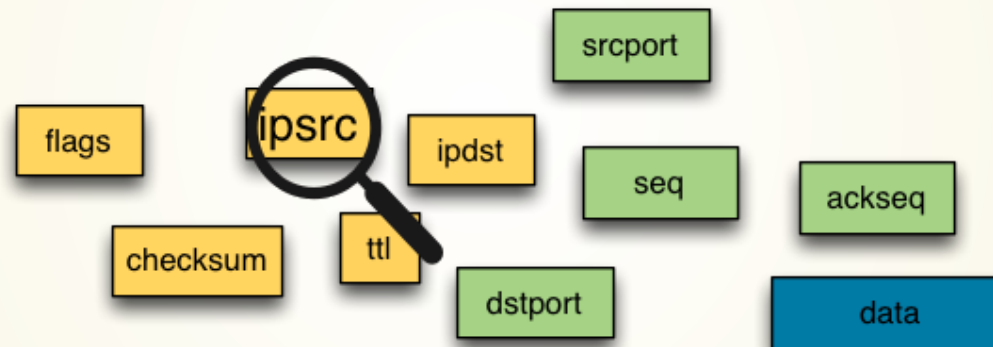 srcport
flags
ipsrc
ipdst
seq
ackseq
checksum
ttl
dstport
data